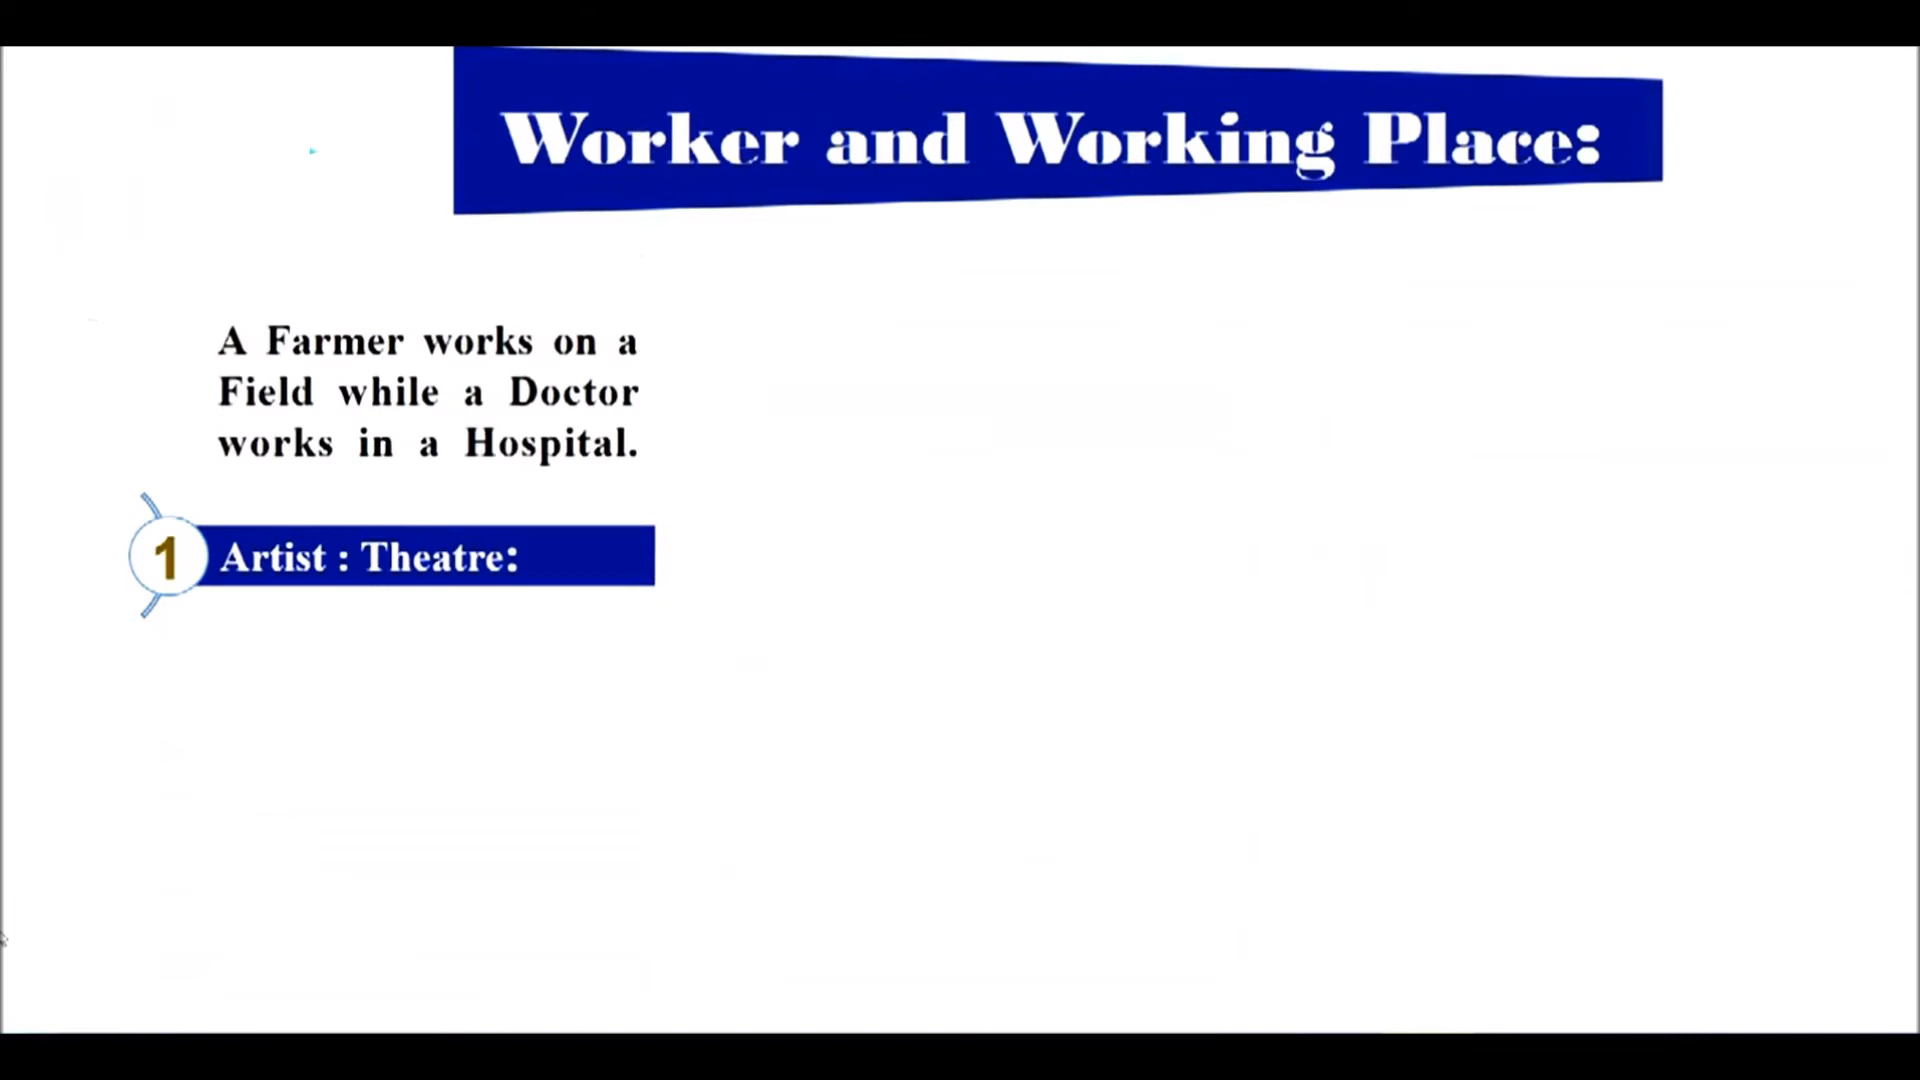 Worker and Working Place:
A Farmer works on a
Field while a Doctor
works in a Hospital.
1 Artist : Theatre: